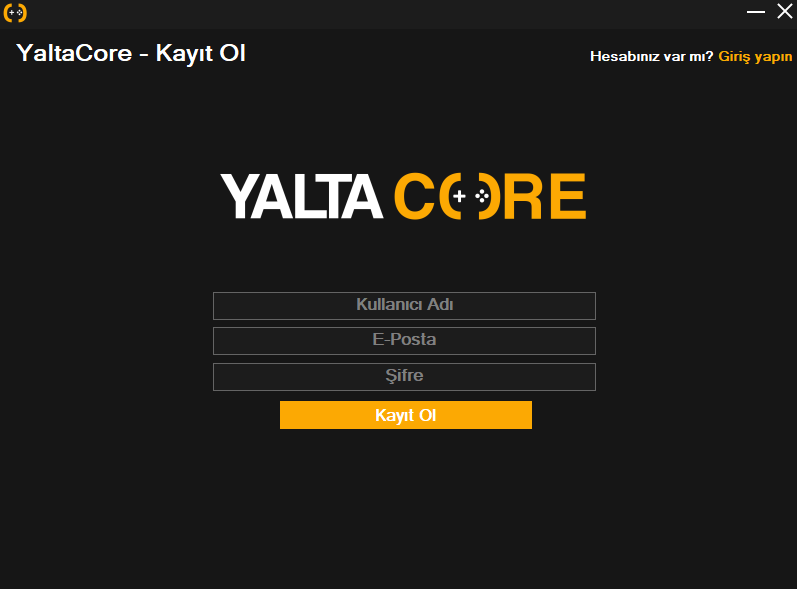 YaltaCore - Kayıt Ol
Hesabınız var mı? Giriş yapın
YALTA CORE
Kullanıcı Adı
E-Posta
Şifre
Kayıt Ol